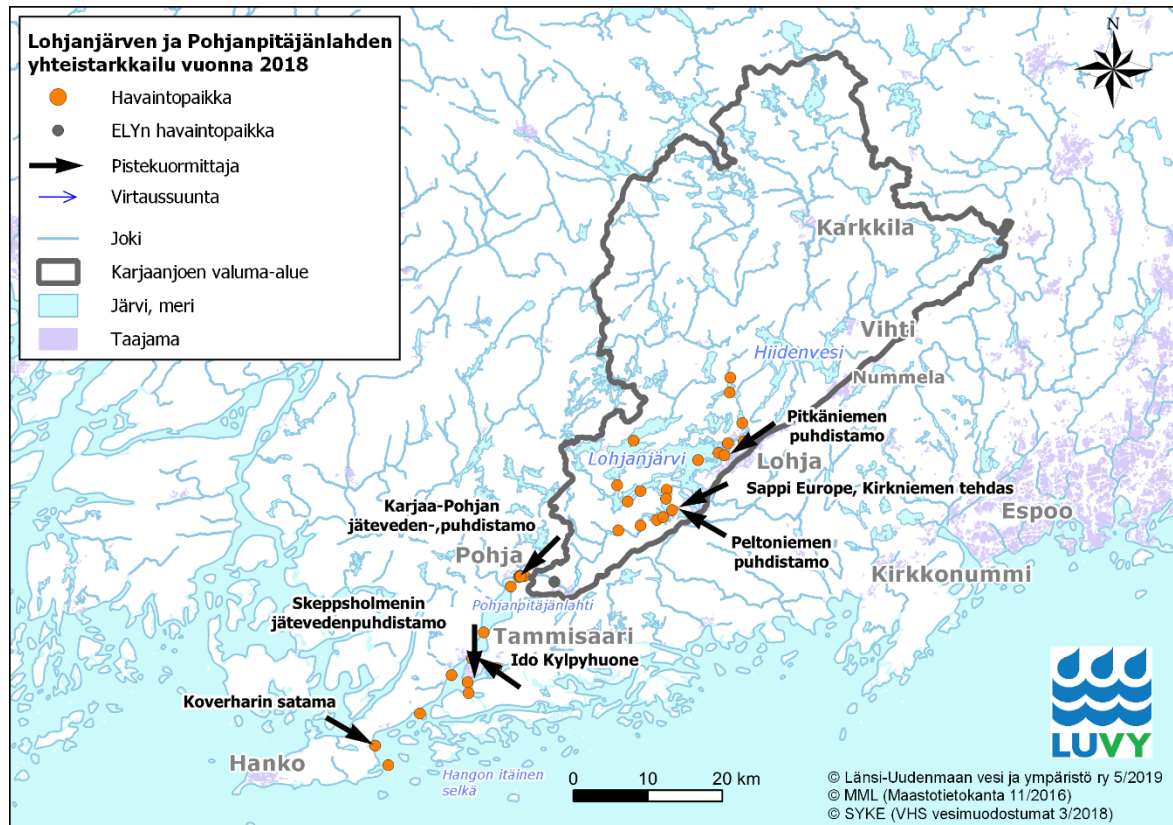 Lohjanjärven ja Pohjanpitäjänlahden
yhteistarkkailu vuonna 2018
Havaintopaikka
ELYn havaintopaikka
Pistekuormittaja
Virtaussuunta
Joki
Karjaanjoen valuma-alue
Järvi, meri
Taajama
N
Karkkila
Vihti
Hiidenvesi
Nummela
Pitkäniemen
puhdistamo
Lohjanjärvi
Lohja
Sappi Europe, Kirkniemen tehdas
Karjaa-Pohjan
jäteveden-,puhdistamo
Espoo
Peltoniemen
puhdistamo
Pohja
Kirkkonummi
Pohjanpitäjänlahti
Skeppsholmenin
jätevedenpuhdistamo
Tammisaari
Ido Kylpyhuone
Koverharin satama
Hanko
Hangon itäinen
selkä
0 10 20 km
LUVY
© Länsi-Uudenmaan vesi ja ympäristö ry 5/2019
© MML (Maastotietokanta 11/2016)
© SYKE (VHS vesimuodostumat 3/2018)